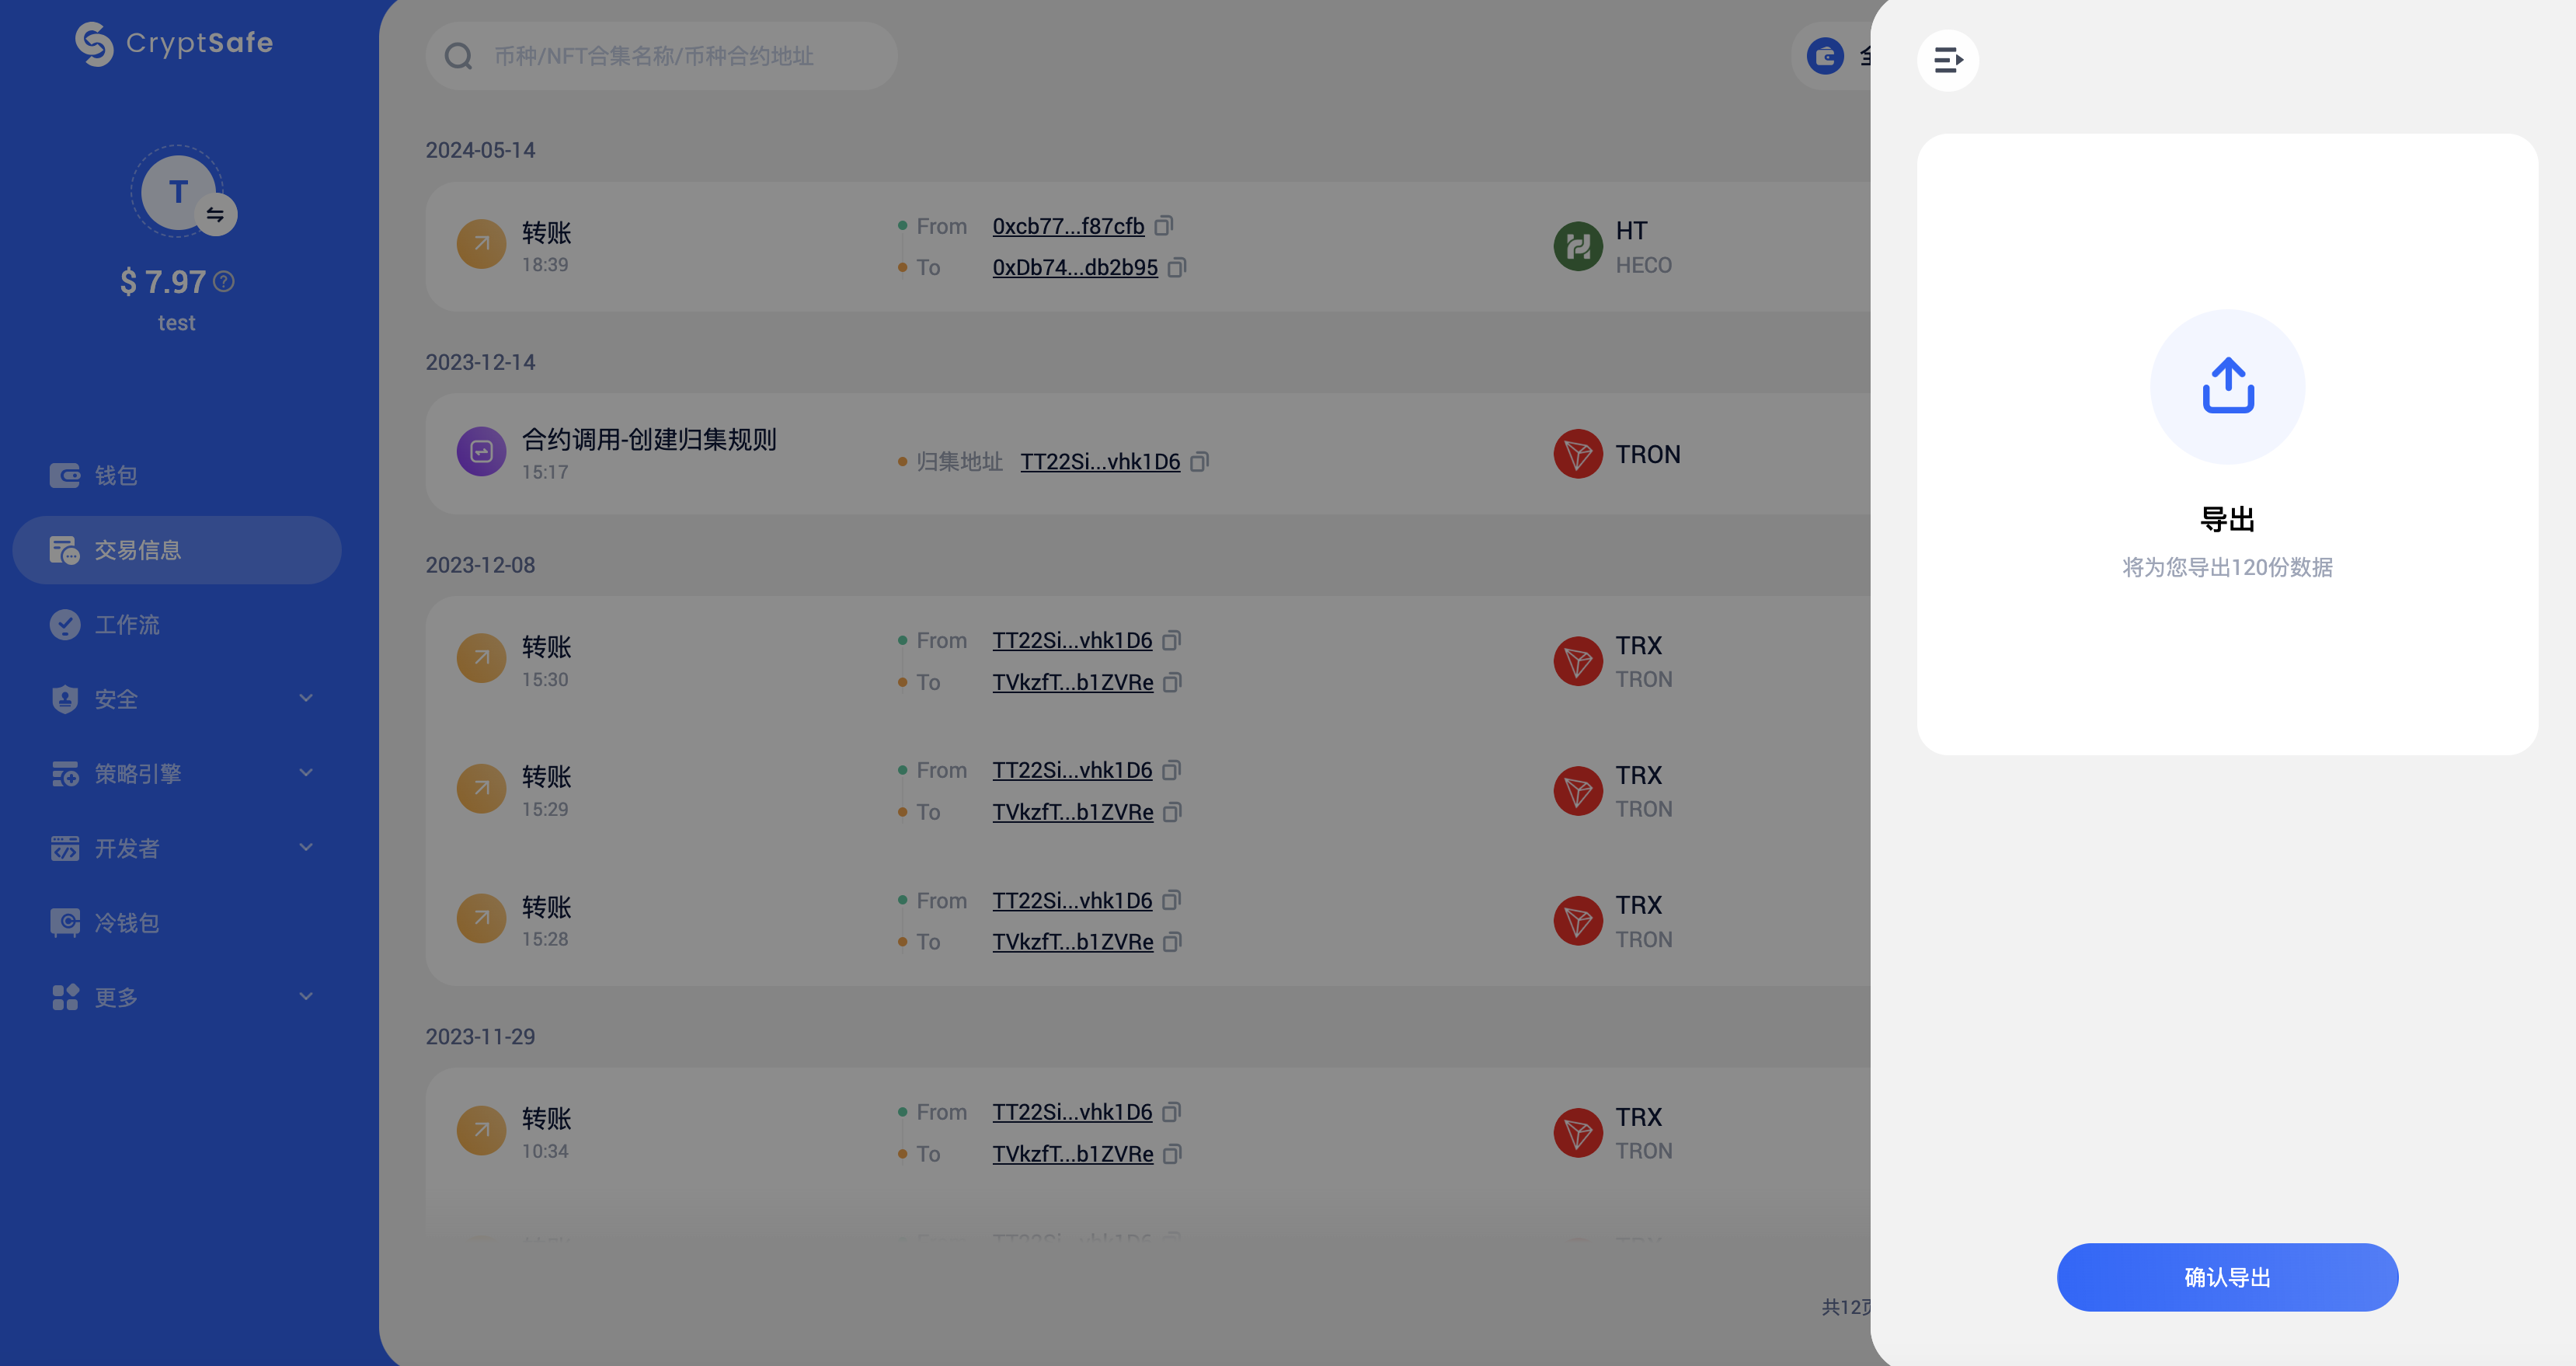 CryptSafe
T
$ 7.97
test
钱包
交易信息
工作流
安全
策略引擎
开发者
冷钱包
更多
币种/NFT合集名称/币种合约地址
2024-05-14
转账
18:39
From 0xcb77...f87cfb
To 0xDb74...db2b95
HT
HECO
2023-12-14
合约调用-创建归集规则
15:17
归集地址 TT22Si...vhk1D6
TRON
2023-12-08
转账
15:30
From TT22Si...vhk1D6
To TVkzfT...b1ZVRe
TRX
TRON
转账
15:29
From TT22Si...vhk1D6
To TVkzfT...b1ZVRe
TRX
TRON
转账
15:28
From TT22Si...vhk1D6
To TVkzfT...b1ZVRe
TRX
TRON
2023-11-29
转账
10:34
From TT22Si...vhk1D6
To TVkzfT...b1ZVRe
TRX
TRON
共12页
导出
将为您导出120份数据
确认导出